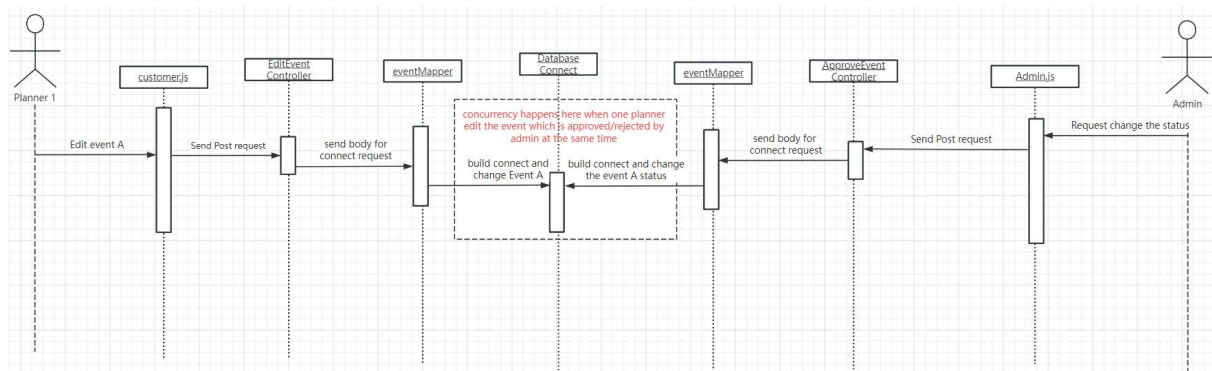 Planner 1
customer.js
EditEvent
Controller
eventMapper
Database
Connect
eventMapper
ApproveEvent
Controller
Admin.js
Admin
concurrency happens here when one planner
edit the event which is approved/rejected by
admin at the same time
Edit event A
Send Post request
send body for
connect request
build connect and
change Event A
build connect and change
the event A status
send body for
connect request
Send Post request
Request change the status